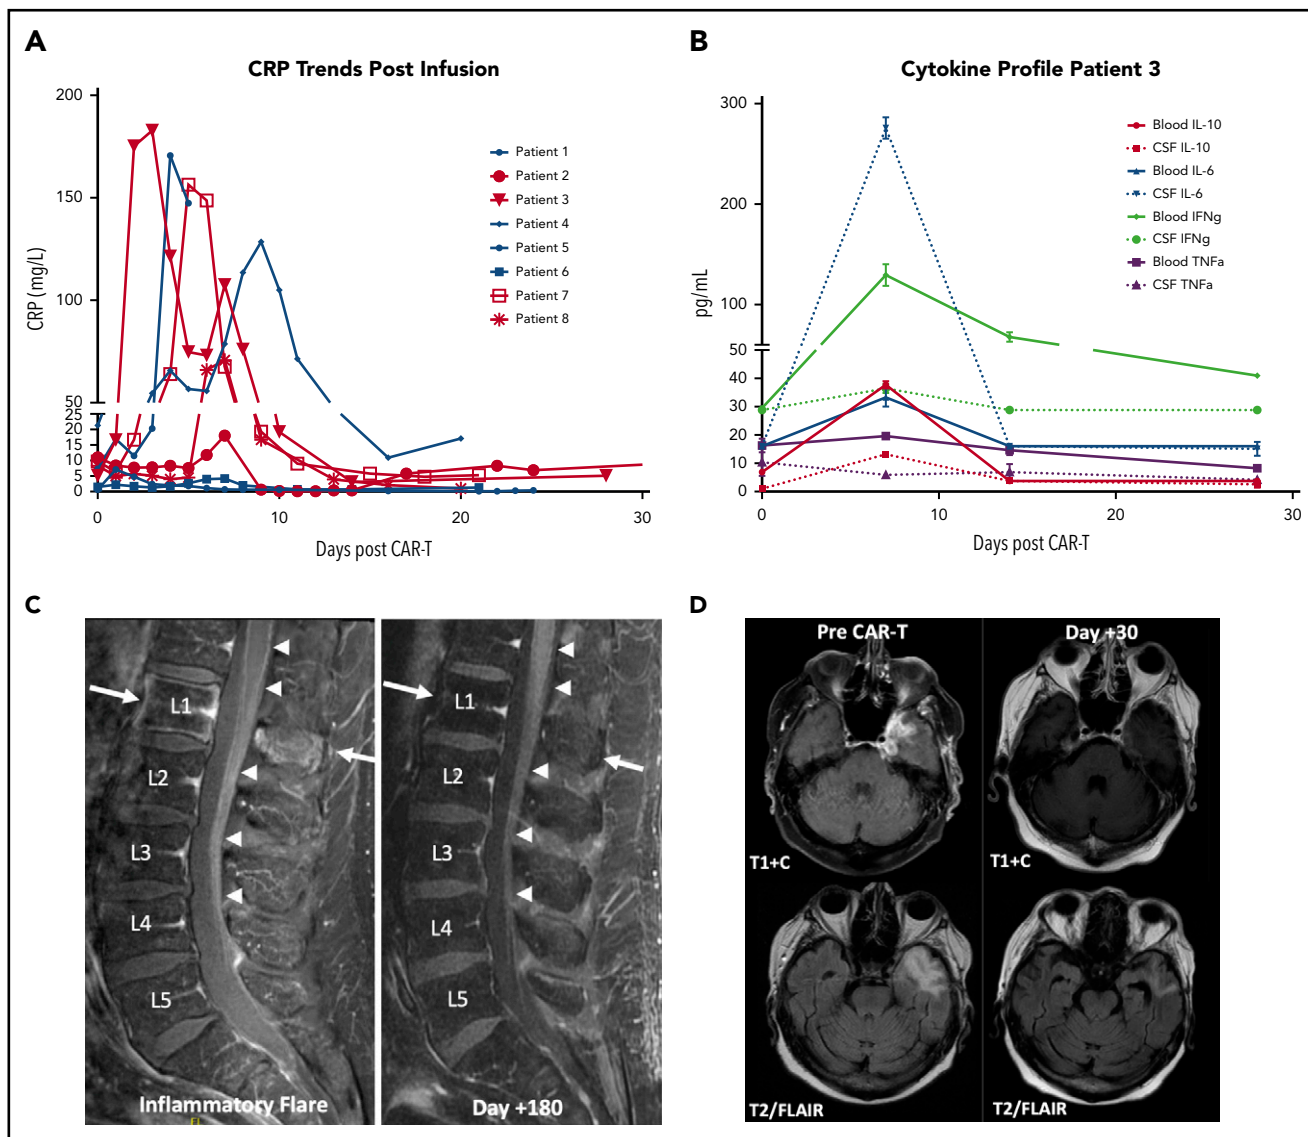 A
CRP Trends Post Infusion
200
150
100
50
25
20
15
10
5
0
CRP (mg/L)
0
10
20
30
Days post CAR-T
Patient 1
Patient 2
Patient 3
Patient 4
Patient 5
Patient 6
Patient 7
Patient 8
B
Cytokine Profile Patient 3
300
200
100
50
40
30
20
10
0
pg/mL
0
10
20
30
Days post CAR-T
Blood IL-10
CSF IL-10
Blood IL-6
CSF IL-6
Blood IFNg
CSF IFNg
Blood TNFa
CSF TNFa
C
L1
L2
L3
L4
L5
Inflammatory Flare
L1
L2
L3
L4
L5
Day +180
D
Pre CAR-T
Day +30
T1+C
T1+C
T2/FLAIR
T2/FLAIR